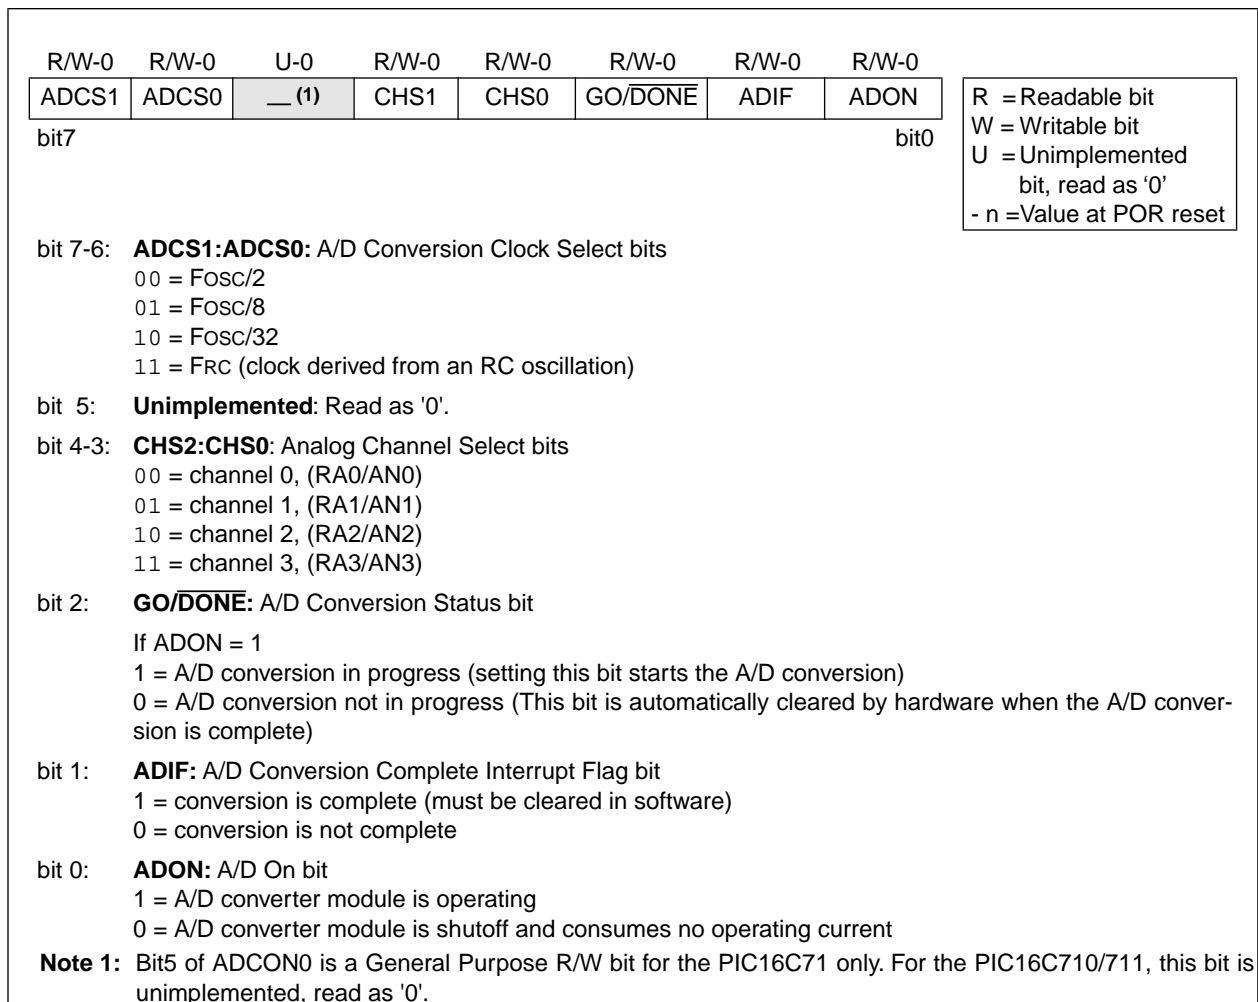 R/W-0 R/W-0 U-0 R/W-0 R/W-0 R/W-0 R/W-0 R/W-0
ADCS1 ADCS0 — (1) CHS1 CHS0 GO/DONE ADIF ADON
bit7 bit0
R =Readable bit
W =Writable bit
U =Unimplemented
bit, read as ‘0’
- n =Value at POR reset
bit 7-6: ADCS1:ADCS0: A/D Conversion Clock Select bits
00 = FOSC/2
01 = FOSC/8
10 = FOSC/32
11 = FRC (clock derived from an RC oscillation)
bit 5: Unimplemented: Read as '0'.
bit 4-3: CHS2:CHS0: Analog Channel Select bits
00 = channel 0, (RA0/AN0)
01 = channel 1, (RA1/AN1)
10 = channel 2, (RA2/AN2)
11 = channel 3, (RA3/AN3)
bit 2: GO/DONE: A/D Conversion Status bit
If ADON = 1
1 = A/D conversion in progress (setting this bit starts the A/D conversion)
0 = A/D conversion not in progress (This bit is automatically cleared by hardware when the A/D conver-
sion is complete)
bit 1: ADIF: A/D Conversion Complete Interrupt Flag bit
1 = conversion is complete (must be cleared in software)
0 = conversion is not complete
bit 0: ADON: A/D On bit
1 = A/D converter module is operating
0 = A/D converter module is shutoff and consumes no operating current
Note 1: Bit5 of ADCON0 is a General Purpose R/W bit for the PIC16C71 only. For the PIC16C710/711, this bit is
unimplemented, read as '0'.